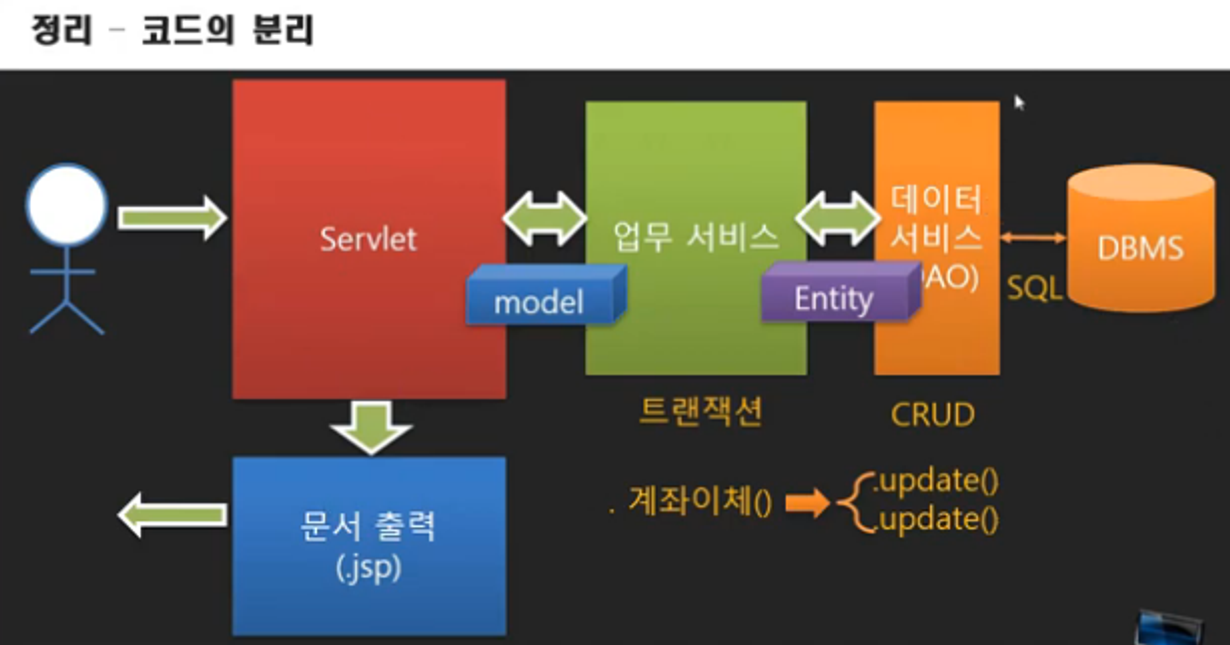 정리 – 코드의 분리
Servlet
업무 서비스
데이터
서비스
AO)
DBMS
model
Entity
SQL
트랜잭션
CRUD
. 계좌이체()
.update()
.update()
문서 출력
(.jsp)